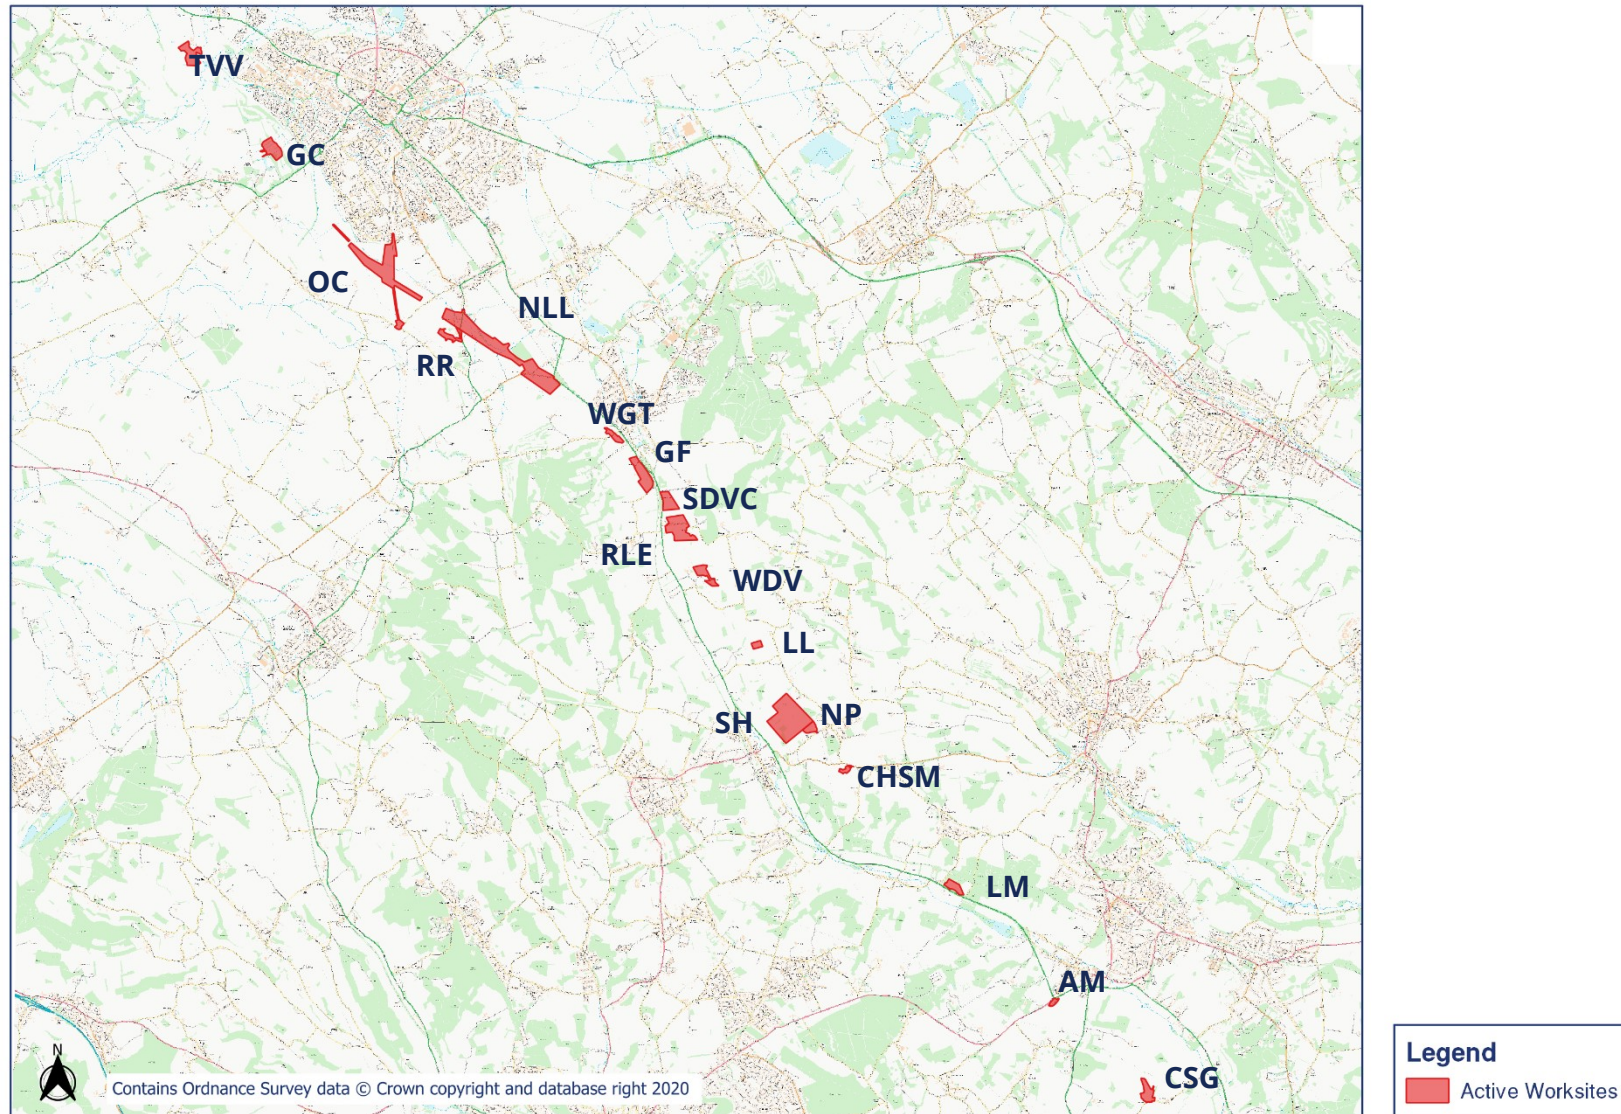 TVV
GC
OC
NLL
RR
WGT
GF
SDVC
RLE
WDV
LL
SH
NP
CHSM
LM
AM
CSG
N
Contains Ordnance Survey data © Crown copyright and database right 2020
Legend
Active Worksites